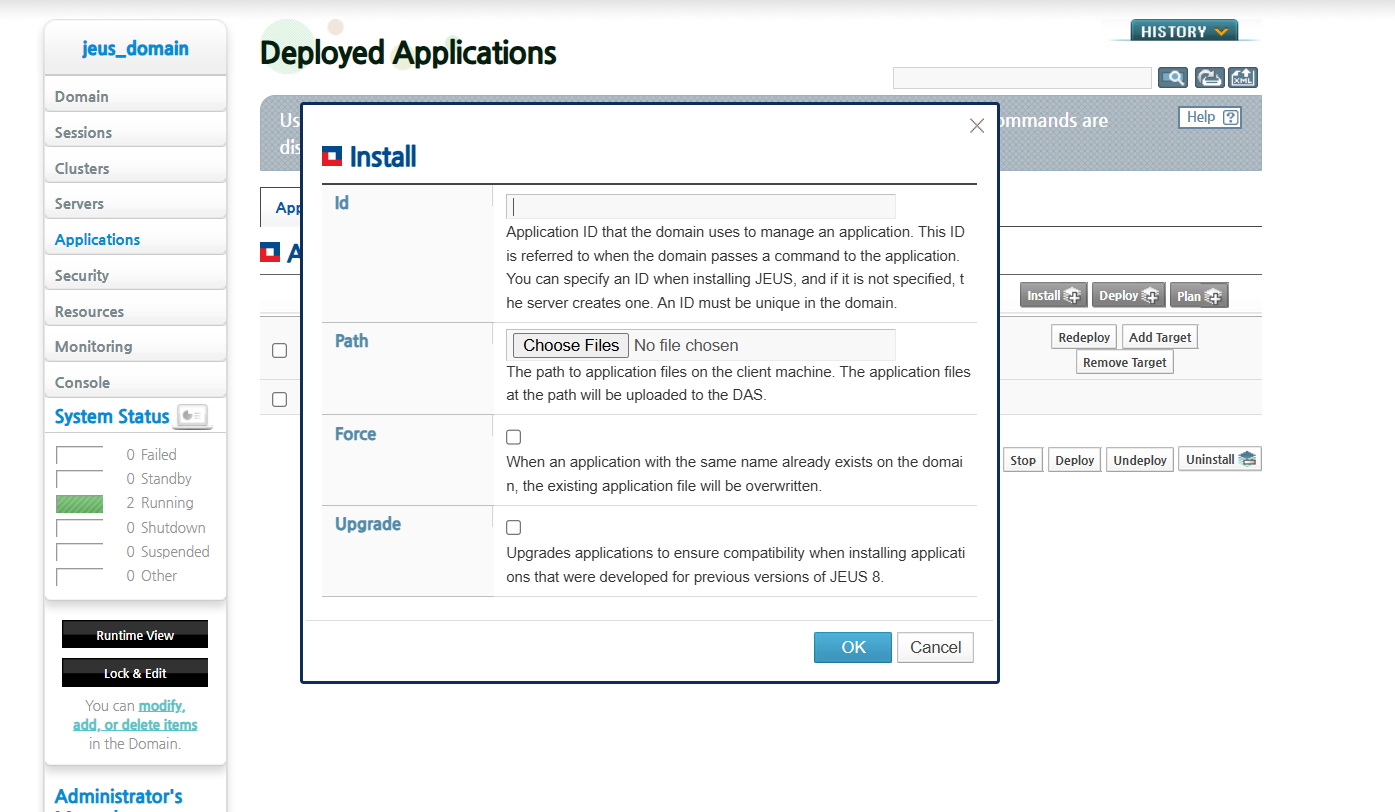 jeus_domain
Domain
Sessions
Clusters
Servers
Applications
Security
Resources
Monitoring
Console
System Status
0 Failed
0 Standby
2 Running
0 Shutdown
0 Suspended
0 Other
Runtime View
Lock & Edit
You can modify,
add, or delete items
in the Domain.
Administrator's
Deployed Applications
HISTORY
XML
Help ?
ommands are
Install
Id
Application ID that the domain uses to manage an application. This ID
is referred to when the domain passes a command to the application.
You can specify an ID when installing JEUS, and if it is not specified, t
he server creates one. An ID must be unique in the domain.
Path
Choose Files No file chosen
The path to application files on the client machine. The application files
at the path will be uploaded to the DAS.
Force
When an application with the same name already exists on the domai
n, the existing application file will be overwritten.
Upgrade
Upgrades applications to ensure compatibility when installing applicati
ons that were developed for previous versions of JEUS 8.
OK Cancel
Us
dis
App
A
Install Deploy Plan
Redeploy Add Target
Remove Target
Stop Deploy Undeploy Uninstall